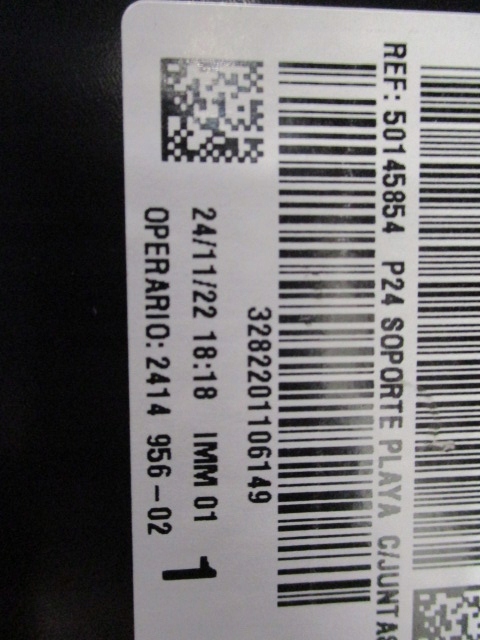 REF: 50145854 P24 SOPORTE PLAYA C/JUNTAS
3282201106149
24/11/22 18:18 IMM 01 1
OPERARIO: 2414 956-02